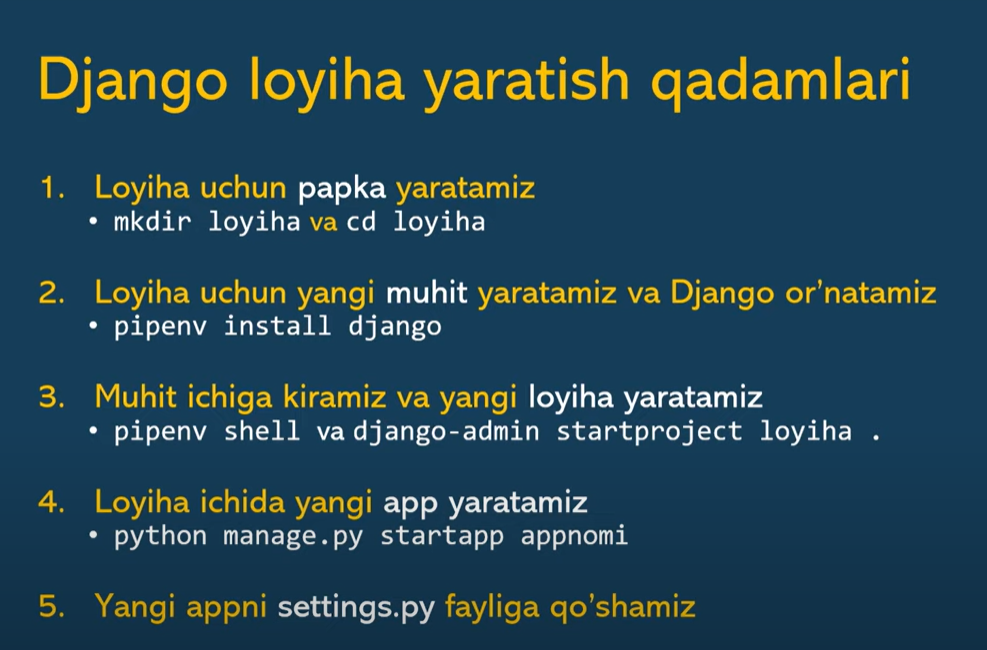 Django loyiha yaratish qadamlari
1. Loyiha uchun papka yaratamiz
• mkdir loyiha va cd loyiha
2. Loyiha uchun yangi muhit yaratamiz va Django or’natamiz
• pipenv install django
3. Muhit ichiga kiramiz va yangi loyiha yaratamiz
• pipenv shell va django-admin startproject loyiha .
4. Loyiha ichida yangi app yaratamiz
• python manage.py startapp appnomi
5. Yangi appni settings.py fayliga qo’shamiz